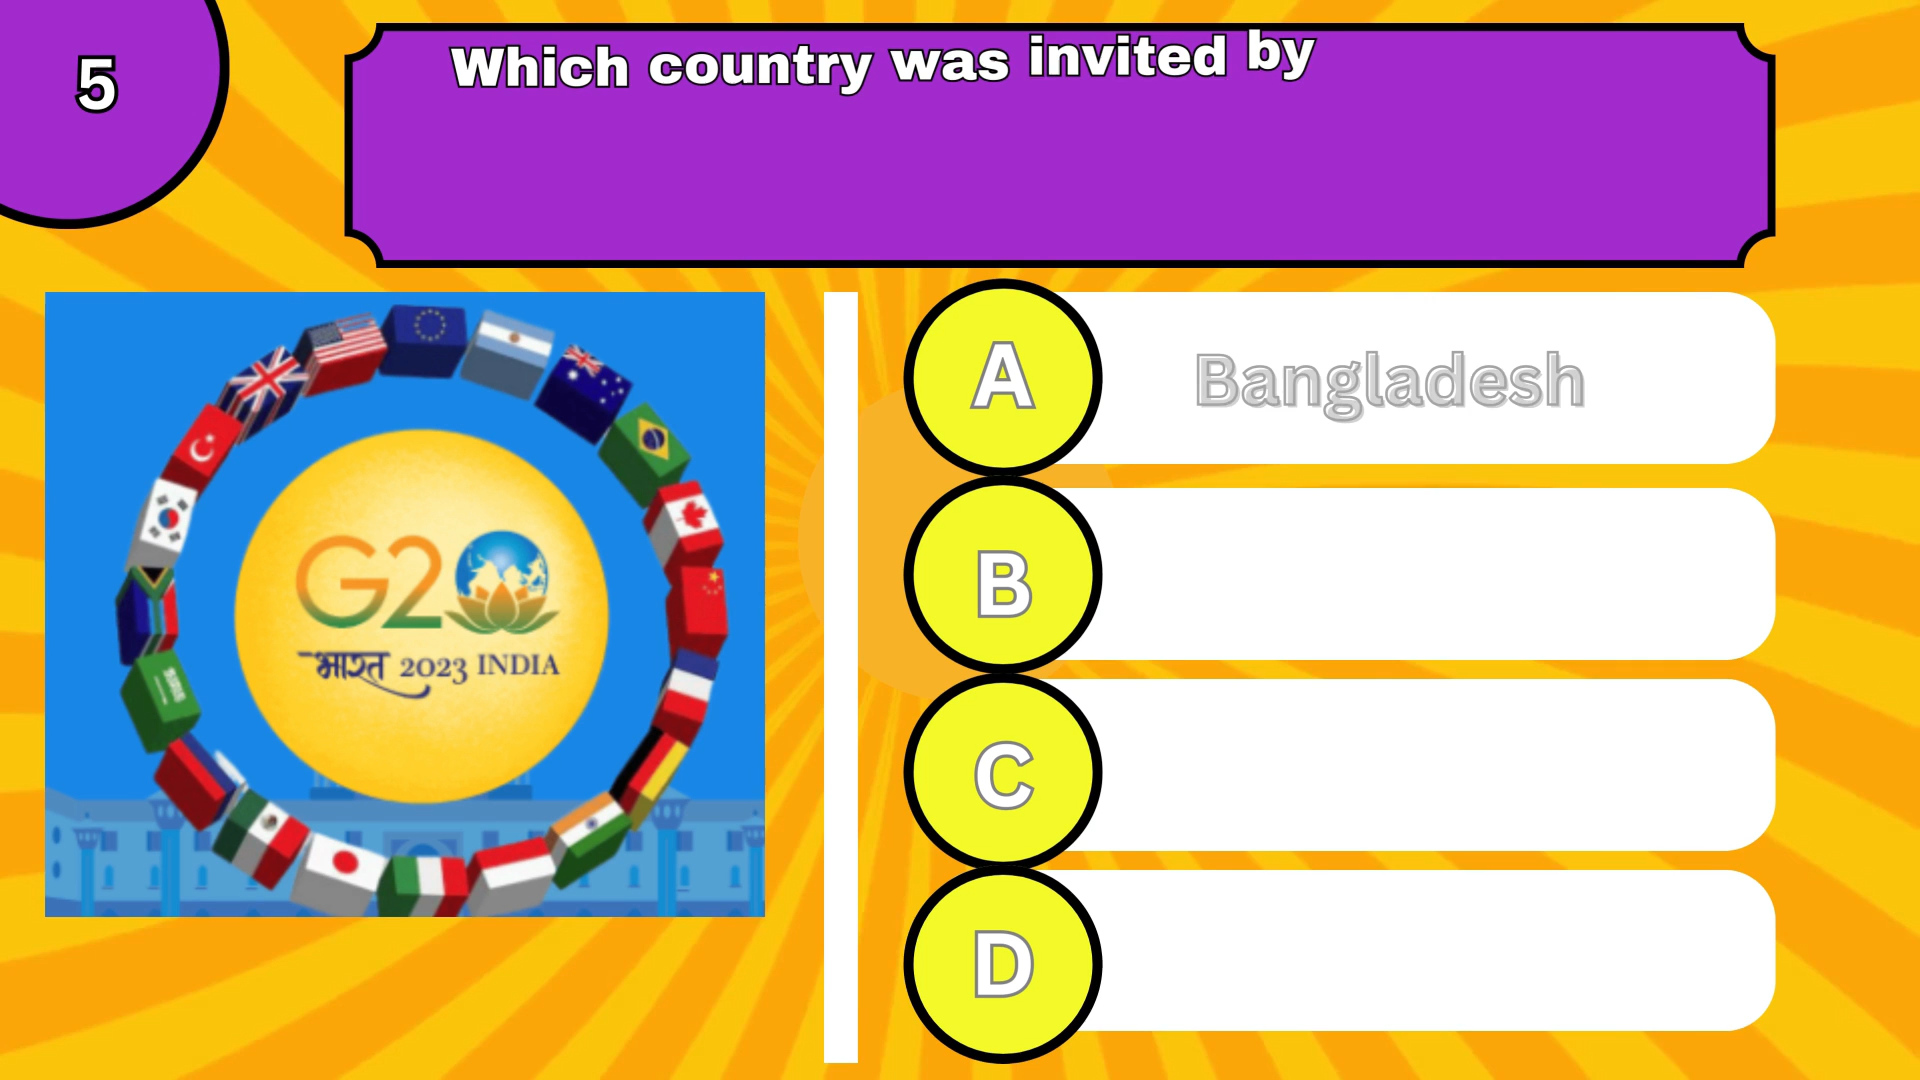 5
Which country was invited by
G20
भारत 2023 INDIA
A
Bangladesh
B
C
D